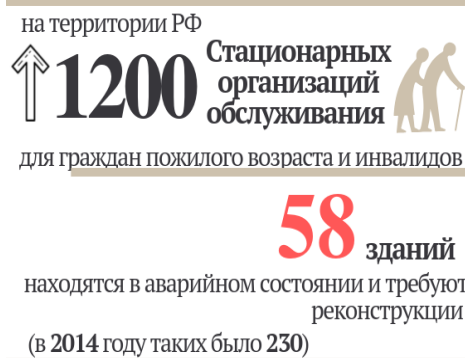 на территории РФ
1200 Стационарных
организаций
обслуживания
для граждан пожилого возраста и инвалидов
58 зданий
находятся в аварийном состоянии и требуют
реконструкции
(в 2014 году таких было 230)